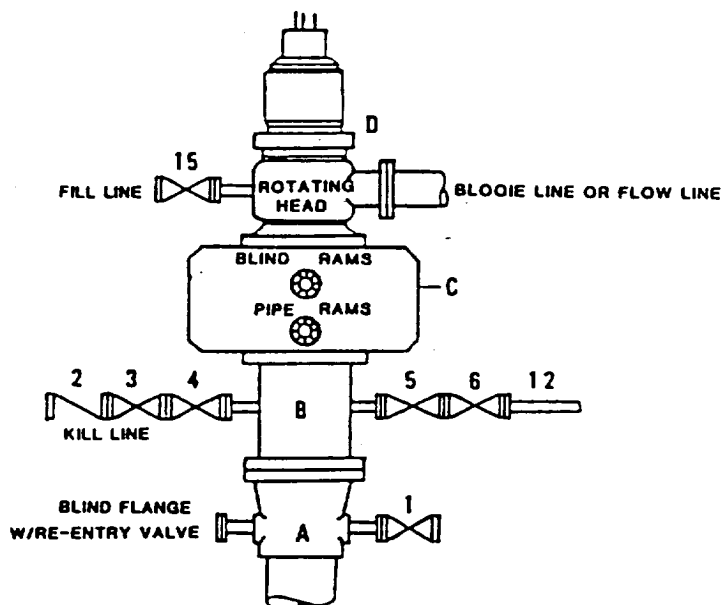 D
15
FILL LINE
ROTATING
HEAD
BLOOIE LINE OR FLOW LINE
BLIND RAMS
C
PIPE RAMS
2 3 4
5 6 12
B
KILL LINE
BLIND FLANGE
W/RE-ENTRY VALVE
A
1